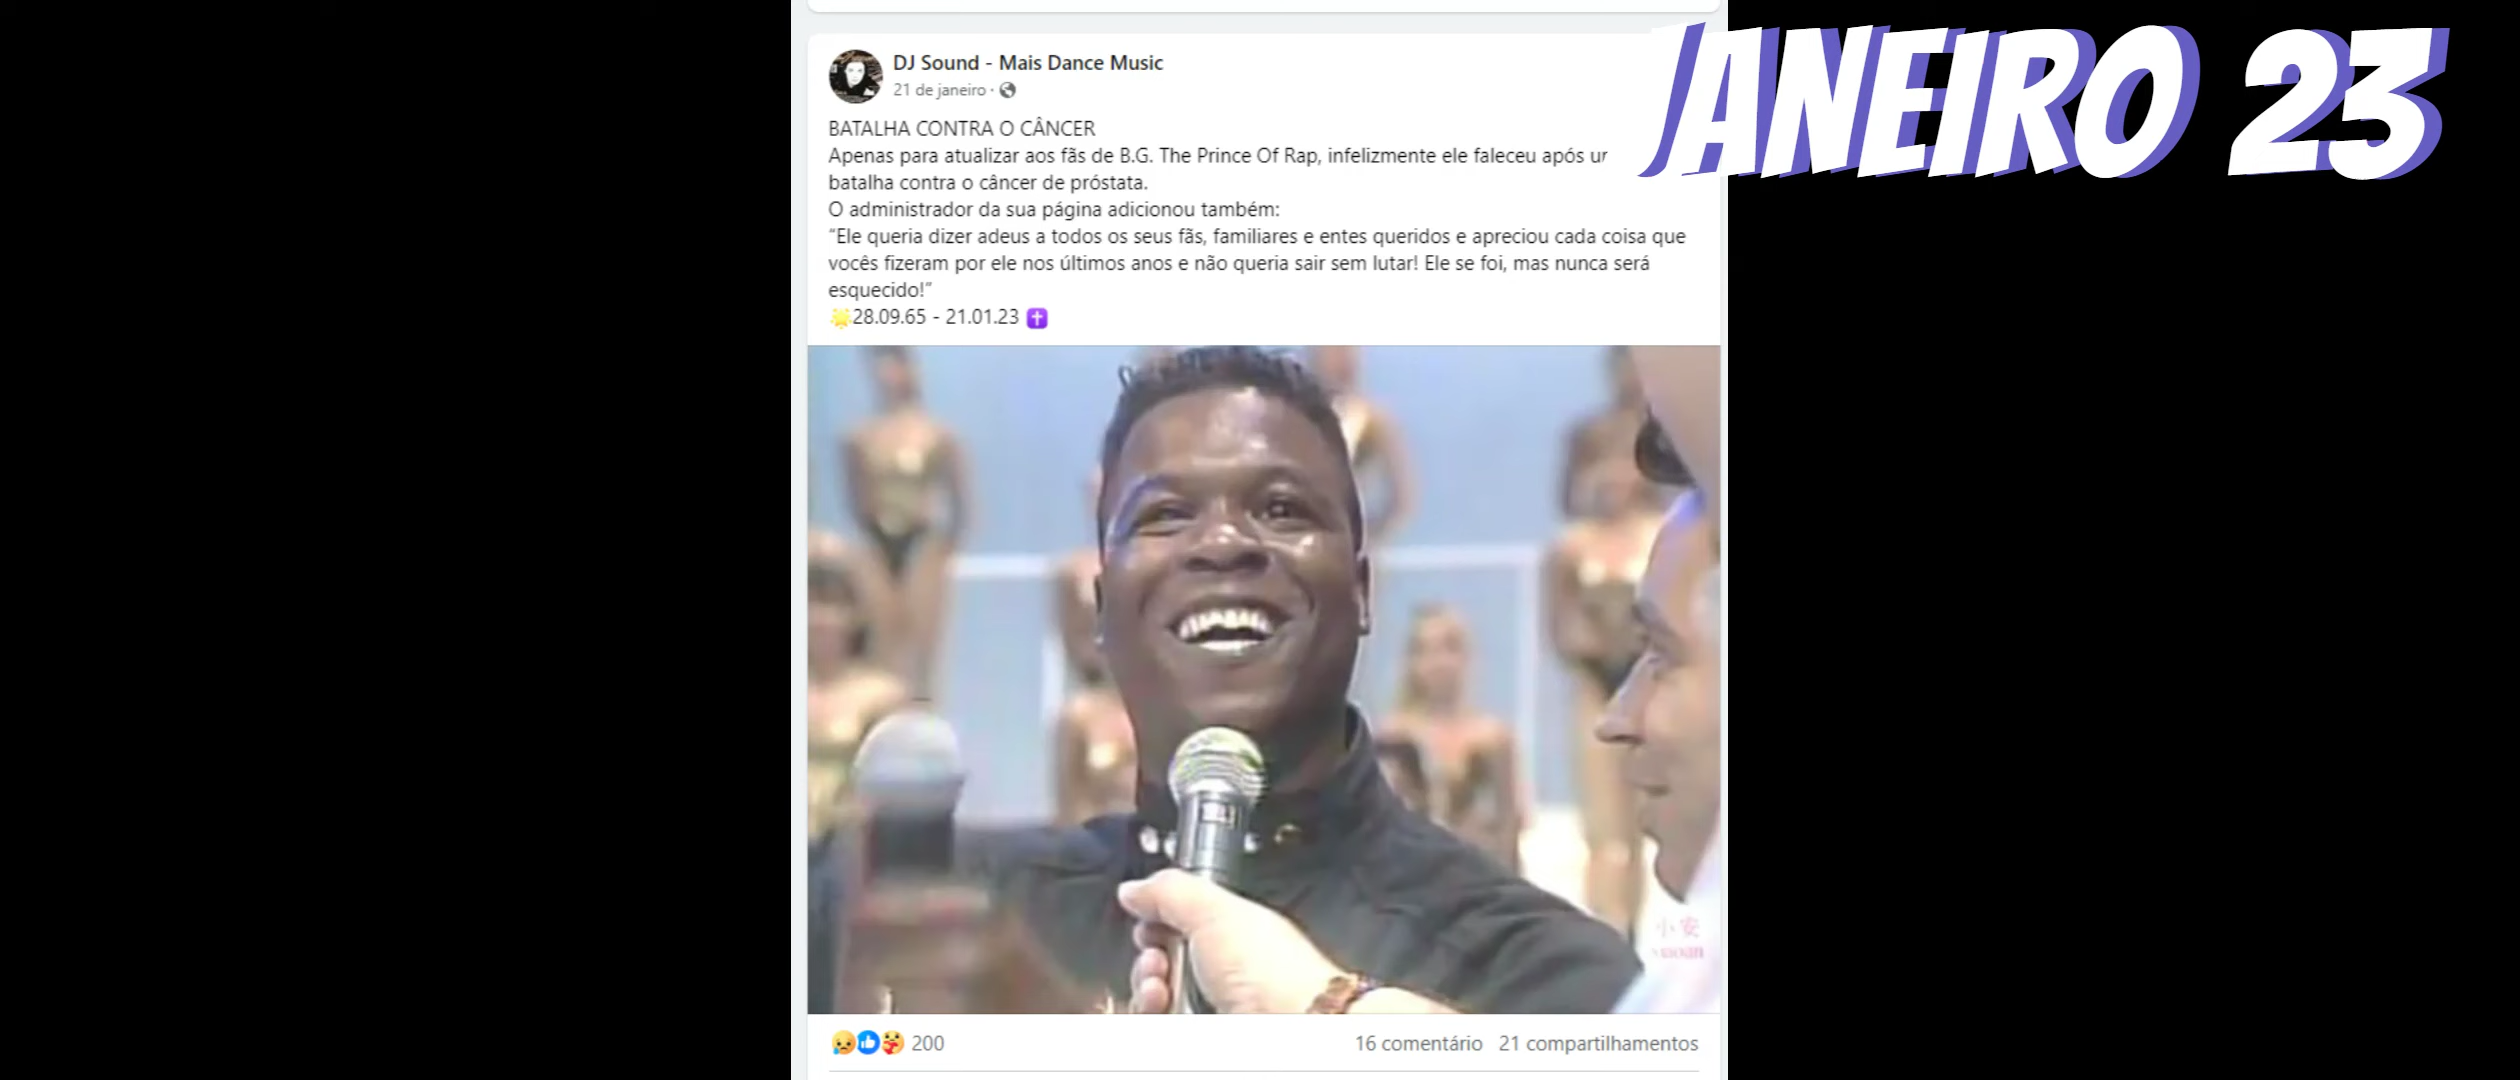 JANEIRO 23
DJ Sound - Mais Dance Music
21 de janeiro ·
BATALHA CONTRA O CÂNCER
Apenas para atualizar aos fãs de B.G. The Prince Of Rap, infelizmente ele faleceu após
batalha contra o câncer de próstata.
O administrador da sua página adicionou também:
“Ele queria dizer adeus a todos os seus fãs, familiares e entes queridos e apreciou cada coisa que
vocês fizeram por ele nos últimos anos e não queria sair sem lutar! Ele se foi, mas nunca será
esquecido!”
28.09.65 - 21.01.23
小安
200
16 comentário 21 compartilhamentos